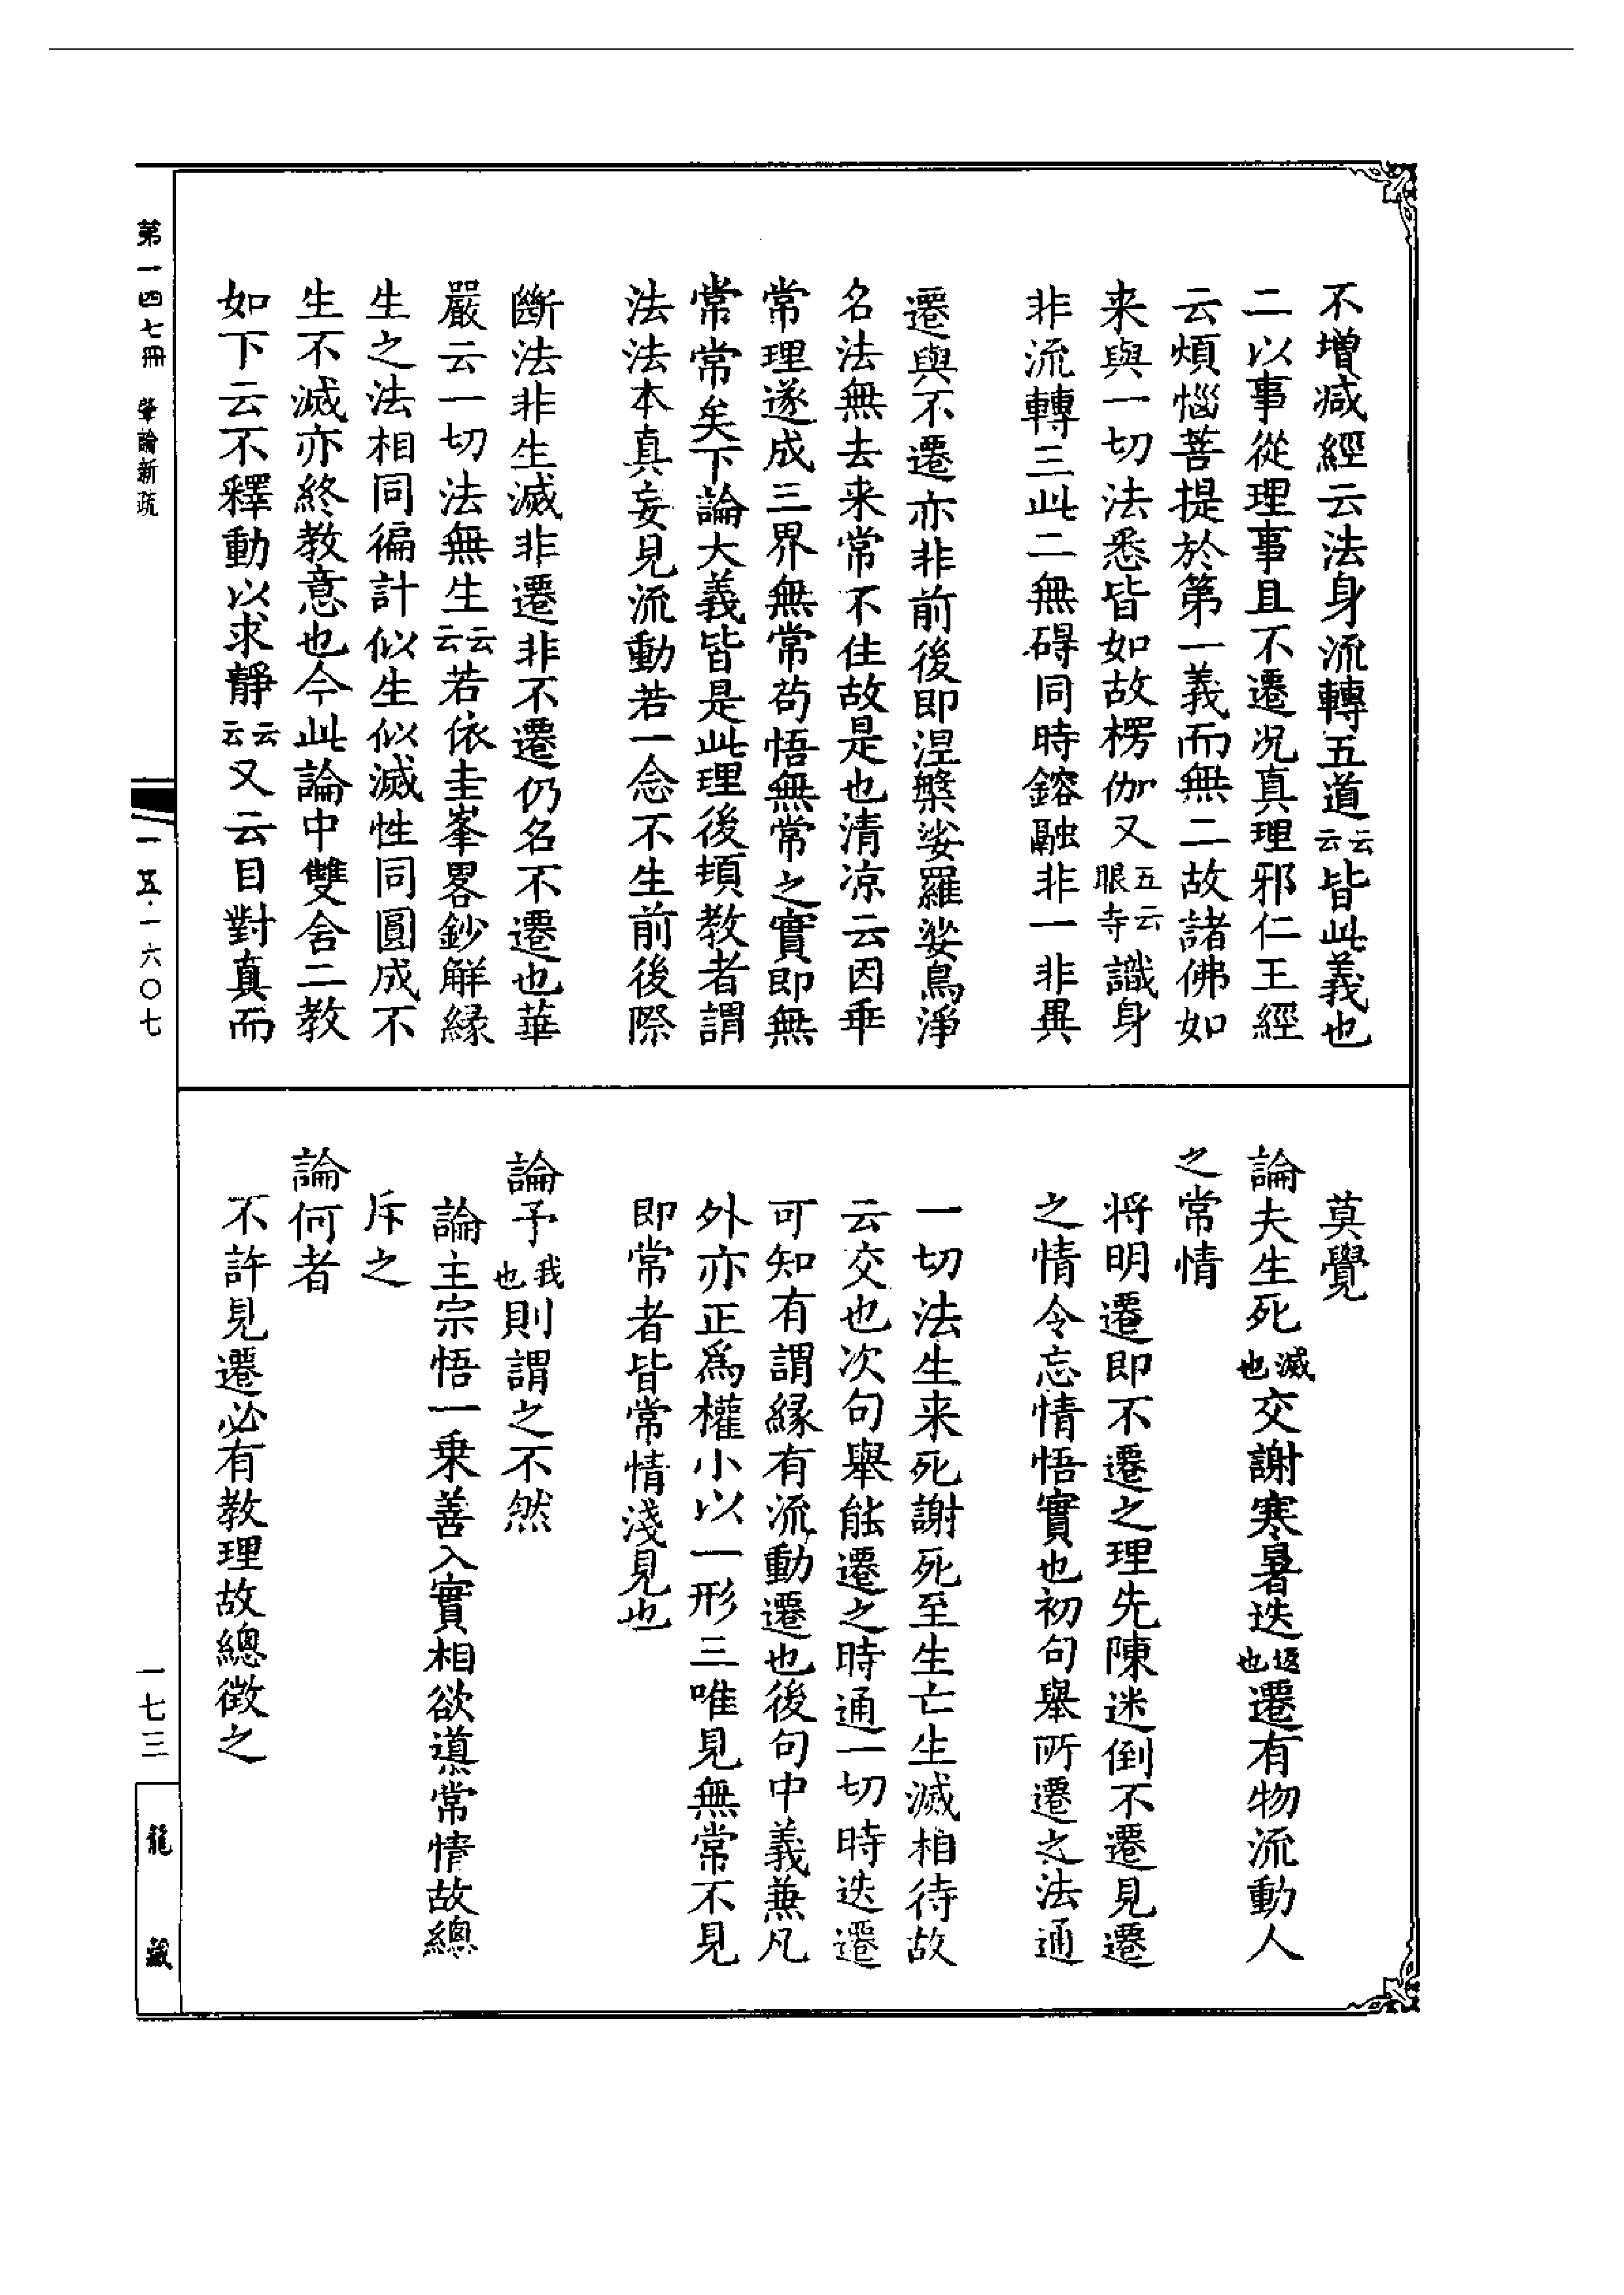 不增减經云法身流轉五道云云皆此義也
二以事從理事且不遷况真理邪仁王經
云煩惱菩提於第一義而無二故諸佛如
来與一切法悉皆如故楞伽又五云眼寺識身
非流轉三此二無碍同時鎔融非一非異
遷與不遷亦非前後即涅槃娑羅娑鳥淨
名法無去来常不住故是也清凉云因乖
常理遂成三界無常茍悟無常之實即無
常常矣下論大義皆是此理後頓教者謂
法法本真妄見流動若一念不生前後際
斷法非生滅非遷非不遷仍名不遷也華
嚴云一切法無生云云若依圭峯畧鈔觧縁
生之法相同徧計似生似滅性同圓成不
生不滅亦終教意也今此論中雙含二教
如下云不釋動以求靜云云又云目對真而
莫覺
論夫生死滅也交謝寒暑迭返也遷有物流動人
之常情
将明遷即不遷之理先陳迷倒不遷見遷
之情令忘情悟實也初句舉所遷之法通
一切法生来死謝死至生亡生滅相待故
云交也次句舉能遷之時通一切時迭遷
可知有謂縁有流動遷也後句中義兼凡
外亦正爲權小以一形三唯見無常不見
即常者皆常情淺見也
論予我也則謂之不然
論主宗悟一乗善入實相欲導常情故總
斥之
論何者
不許見遷必有教理故總徴之
第一四七冊 肇論新疏
一五·一六〇七
一七三
龍藏